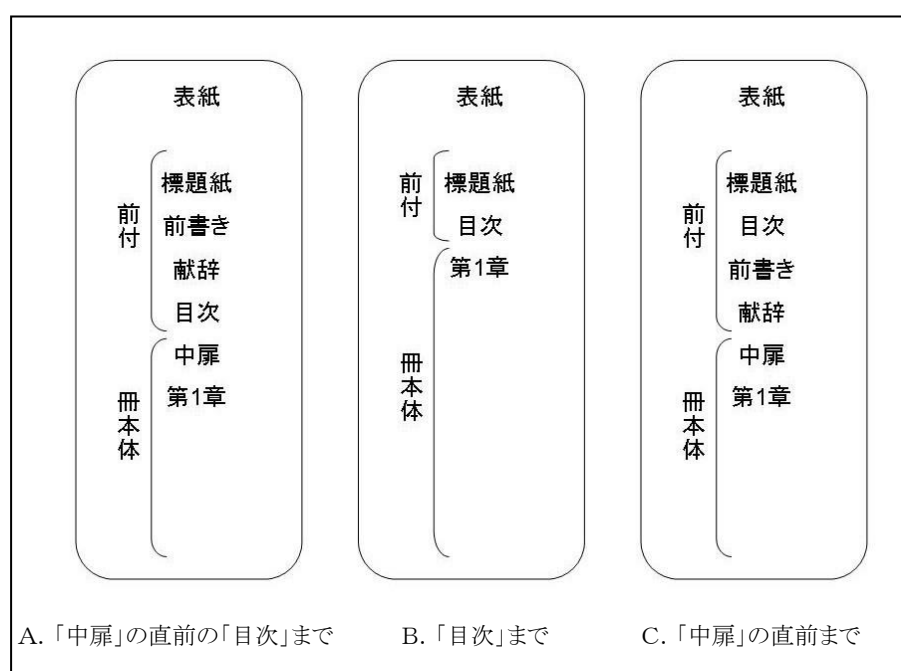 表紙
前付
標題紙
前書き
献辞
目次
冊本体
中扉
第1章
A. 「中扉」の直前の「目次」まで
表紙
前付
標題紙
目次
冊本体
第1章
B. 「目次」まで
表紙
前付
標題紙
目次
前書き
献辞
冊本体
中扉
第1章
C. 「中扉」の直前まで